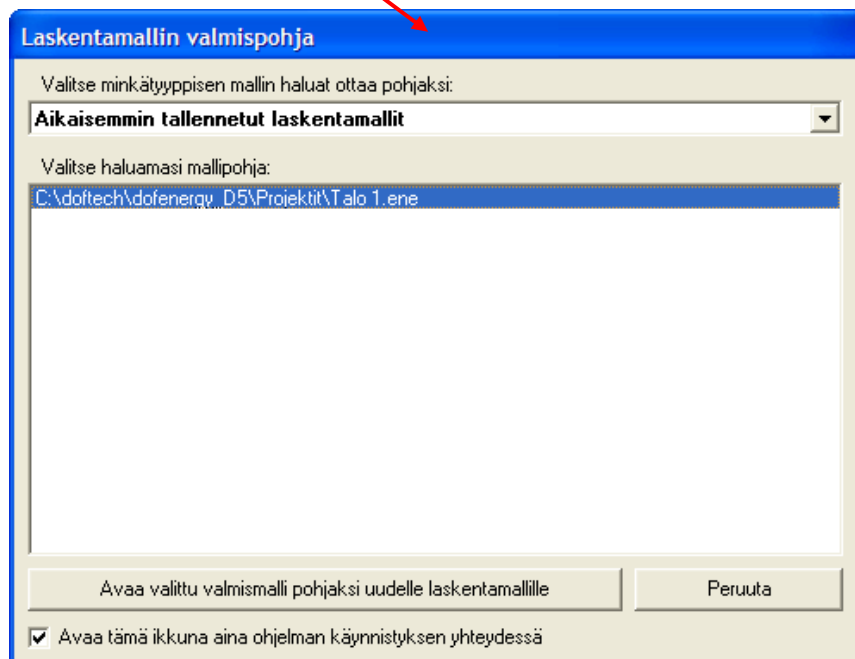 Laskentamallin valmispohja
Valitse minkätyyppisen mallin haluat ottaa pohjaksi:
Aikaisemmin tallennetut laskentamallit
Valitse haluamasi mallipohja:
C:\doftech\dofenergy_D5\Projektit\Talo 1.ene
Avaa valittu valmismalli pohjaksi uudelle laskentamallille
Peruuta
Avaa tämä ikkuna aina ohjelman käynnistyksen yhteydessä